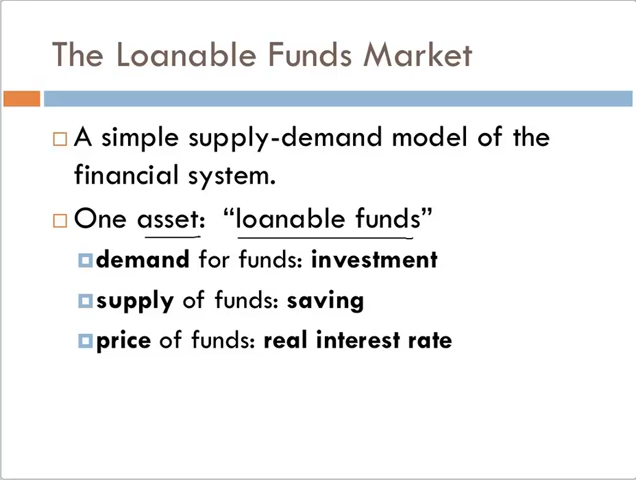 The Loanable Funds Market
A simple supply-demand model of the
financial system.
One asset: “loanable funds”
demand for funds: investment
supply of funds: saving
price of funds: real interest rate